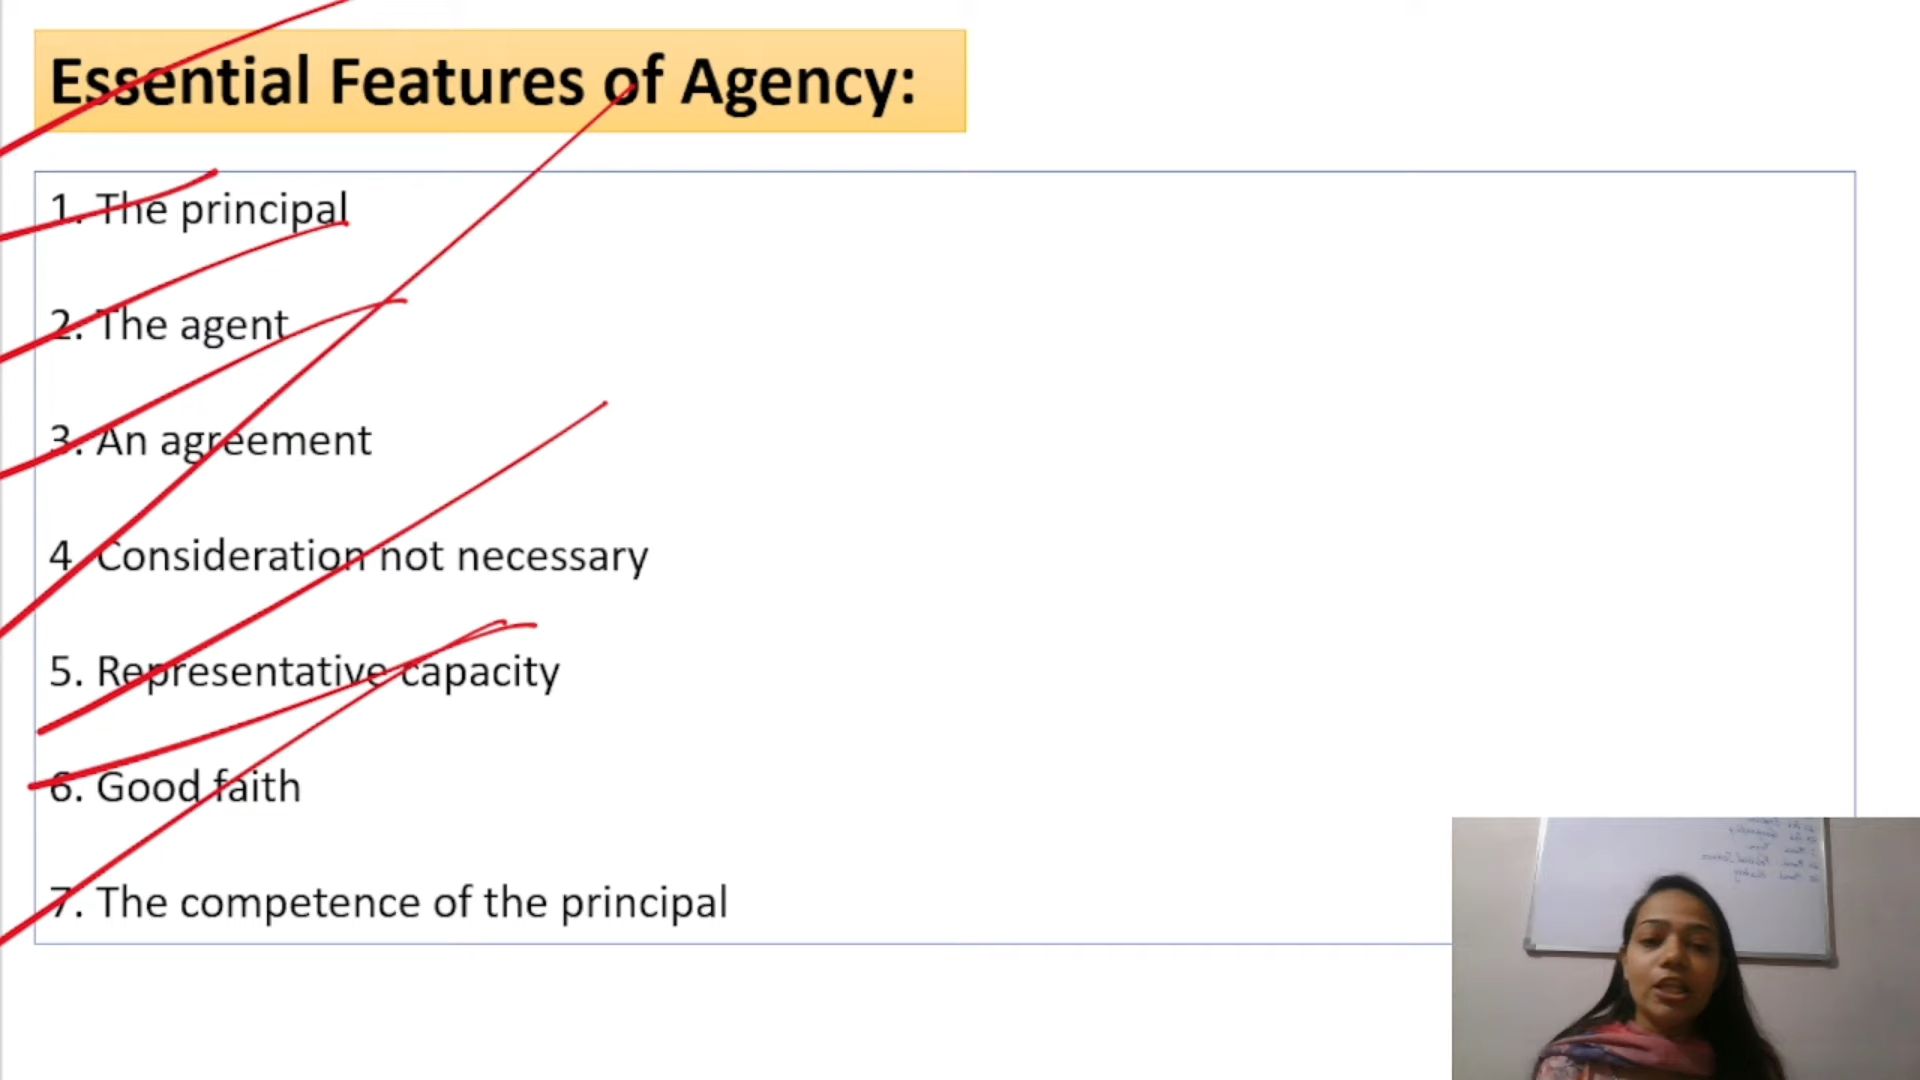 Essential Features of Agency:
1. The principal
2. The agent
3. An agreement
4. Consideration not necessary
5. Representative capacity
6. Good faith
7. The competence of the principal